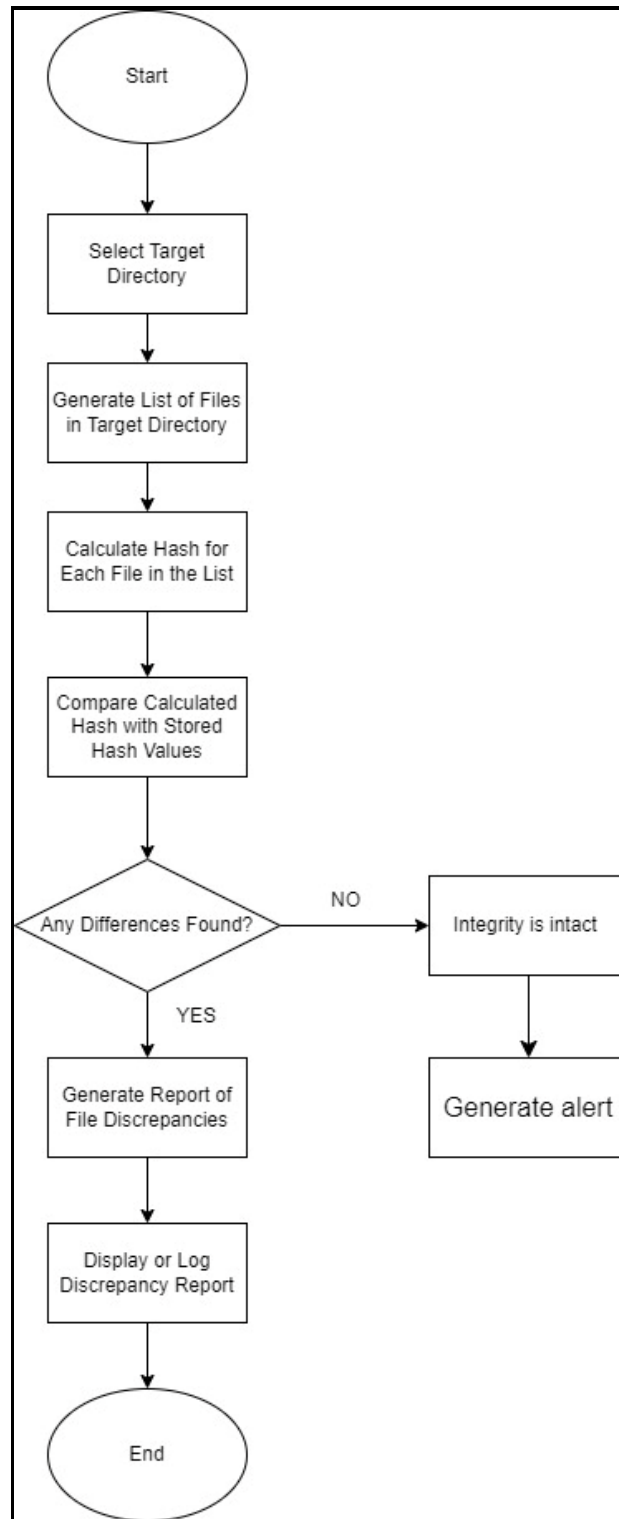 Start
Select Target
Directory
Generate List of Files
in Target Directory
Calculate Hash for
Each File in the List
Compare Calculated
Hash with Stored
Hash Values
Any Differences Found?
NO
Integrity is intact
YES
Generate Report of
File Discrepancies
Generate alert
Display or Log
Discrepancy Report
End